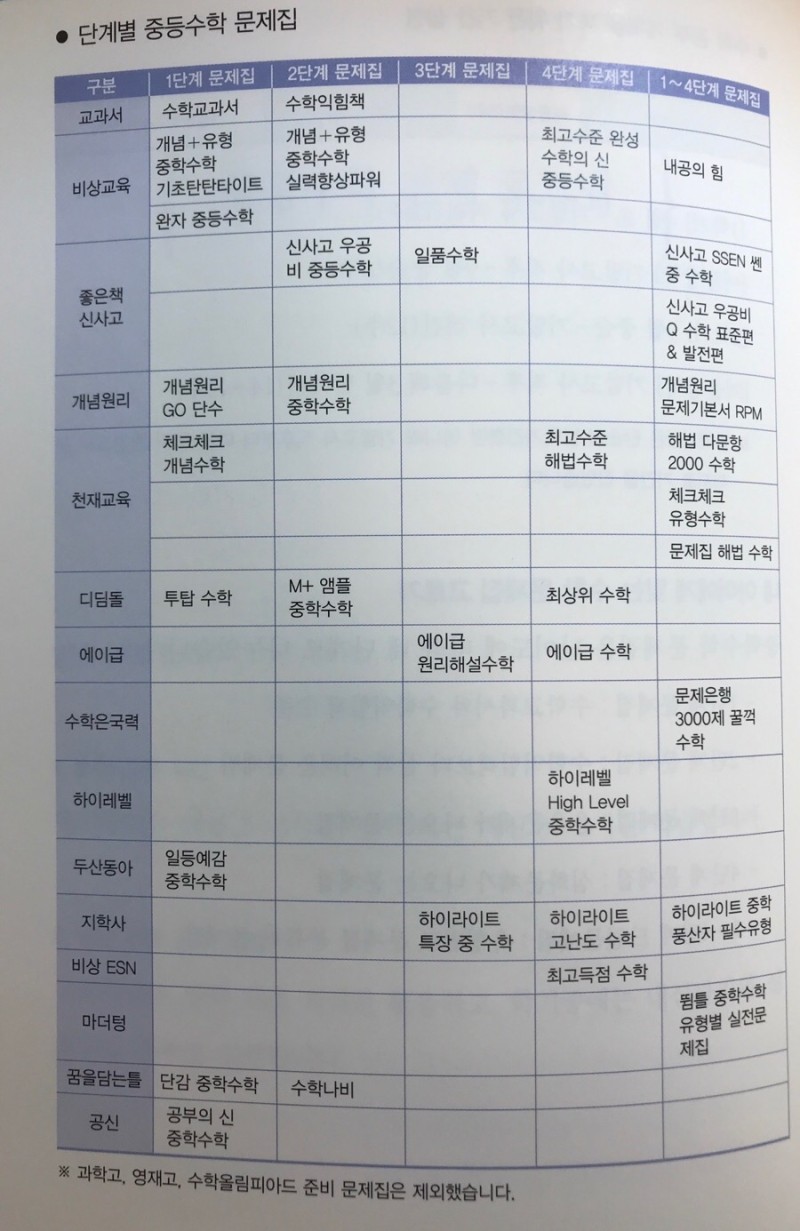 ● 단계별 중등수학 문제집
구분 1단계 문제집 2단계 문제집 3단계 문제집 4단계 문제집 1～4단계 문제집
교과서 수학교과서 수학익힘책
비상교육
개념＋유형
중학수학
기초탄탄타이트
개념＋유형
중학수학
실력향상파워
최고수준 완성
수학의 신
중등수학
내공의 힘
완자 중등수학
좋은책
신사고
신사고 우공
비 중등수학
일품수학
신사고 SSEN 쎈
중 수학
신사고 우공비
Q 수학 표준편
& 발전편
개념원리
개념원리
GO 단수
개념원리
중학수학
개념원리
문제기본서 RPM
천재교육
체크체크
개념수학
최고수준
해법수학
해법 다문항
2000 수학
체크체크
유형수학
문제집 해법 수학
디딤돌
투탑 수학
M+ 앰플
중학수학
최상위 수학
에이급
에이급
원리해설수학
에이급 수학
수학은국력
문제은행
3000제 꿀꺽
수학
하이레벨
하이레벨
High Level
중학수학
두산동아
일등예감
중학수학
지학사
하이라이트
특장 중 수학
하이라이트
고난도 수학
하이라이트 중학
풍산자 필수유형
비상 ESN 최고득점 수학
마더텅
뜀틀 중학수학
유형별 실전문
제집
꿈을담는틀 단감 중학수학 수학나비
공신
공부의 신
중학수학
※ 과학고, 영재고, 수학올림피아드 준비 문제집은 제외했습니다.